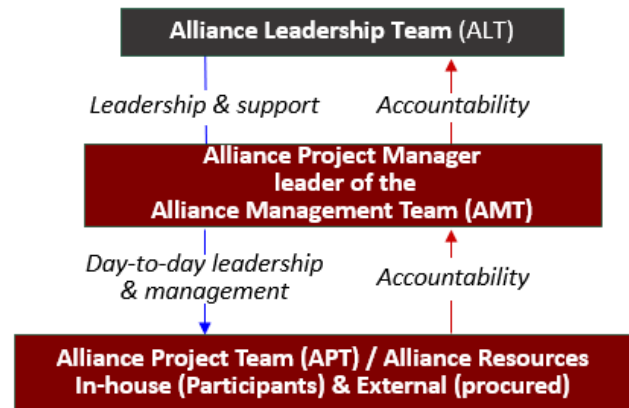 Alliance Leadership Team (ALT)
Leadership & support
Accountability
Alliance Project Manager
leader of the
Alliance Management Team (AMT)
Day-to-day leadership
& management
Accountability
Alliance Project Team (APT) / Alliance Resources
In-house (Participants) & External (procured)